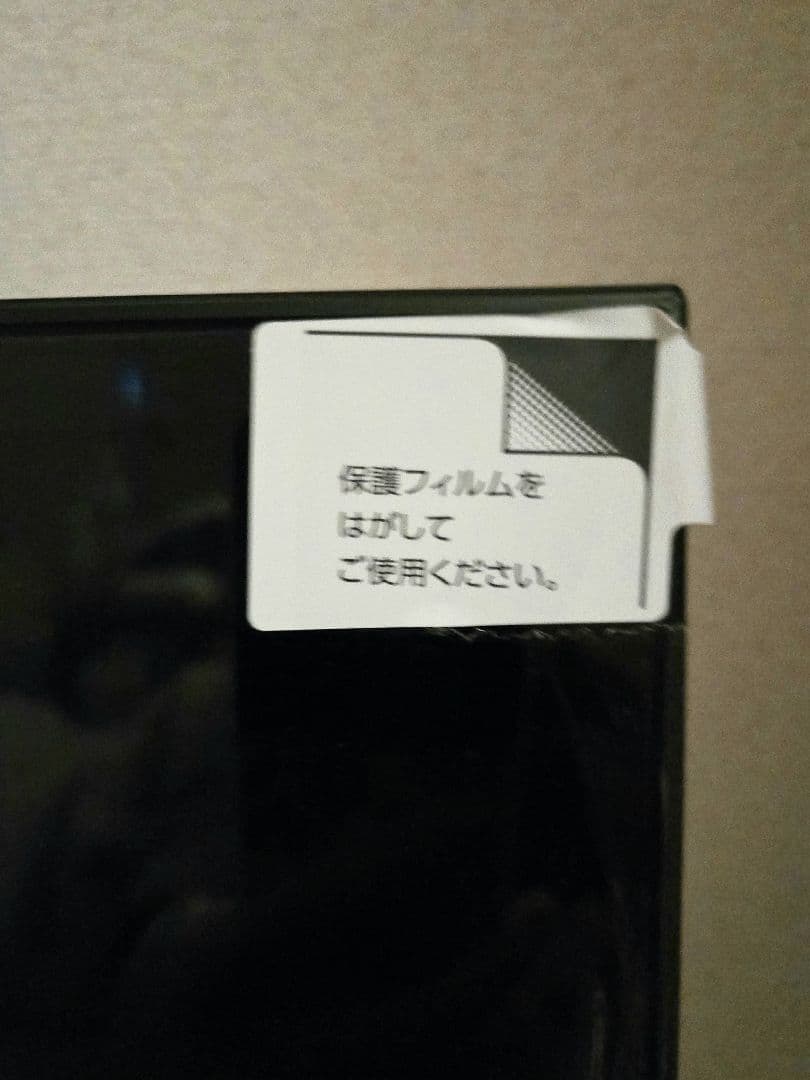 保護フィルムを
はがして
ご使用ください。